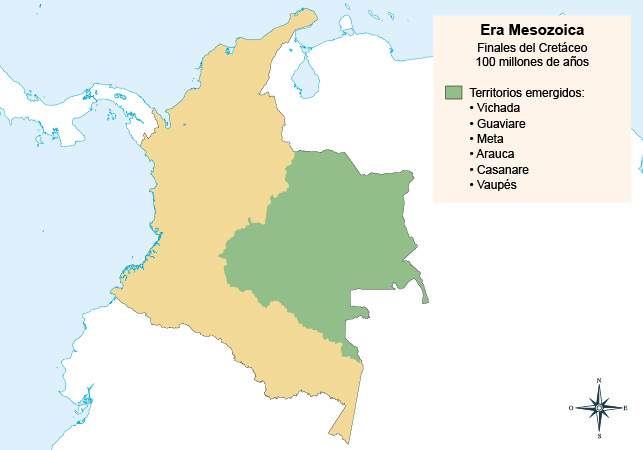 Era Mesozoica
Finales del Cretáceo
100 millones de años
Territorios emergidos:
• Vichada
• Guaviare
• Meta
• Arauca
• Casanare
• Vaupés
N
O E
S